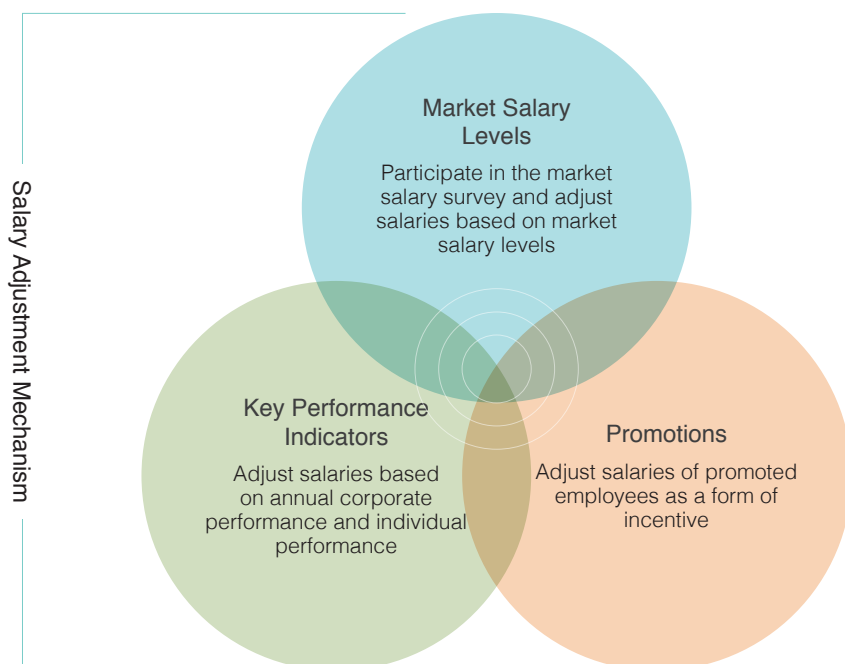 Salary Adjustment Mechanism
Market Salary
Levels
Participate in the market
salary survey and adjust
salaries based on market
salary levels
Key Performance
Indicators
Adjust salaries based
on annual corporate
performance and individual
performance
Promotions
Adjust salaries of promoted
employees as a form of
incentive